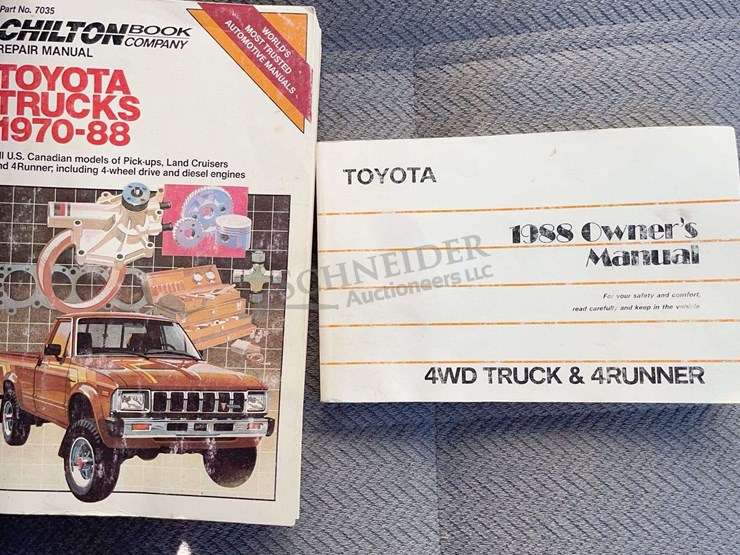 Part No. 7035
CHILTON BOOK
COMPANY
REPAIR MANUAL
WORLD'S
MOST TRUSTED
AUTOMOTIVE MANUALS
TOYOTA
TRUCKS
1970-88
ll U.S. Canadian models of Pick-ups, Land Cruisers
nd 4Runner; including 4-wheel drive and diesel engines
TOYOTA
1988 Owner's
Manual
For your safety and comfort,
read carefully and keep in the vehicle
4WD TRUCK & 4RUNNER
SCHNEIDER
Auctioneers LLC